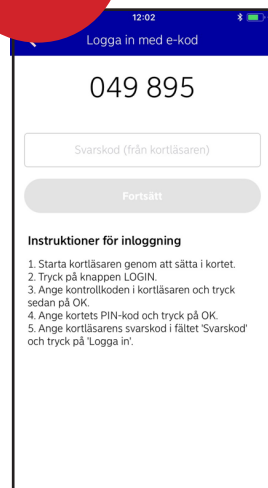 12:02
Logga in med e-kod
049 895
Svarskod (från kortläsaren)
Fortsätt
Instruktioner för inloggning
1. Starta kortläsaren genom att sätta i kortet.
2. Tryck på knappen LOGIN.
3. Ange kontrollkoden i kortläsaren och tryck
sedan på OK.
4. Ange kortets PIN-kod och tryck på OK.
5. Ange kortläsarens svarskod i fältet 'Svarskod'
och tryck på 'Logga in'.